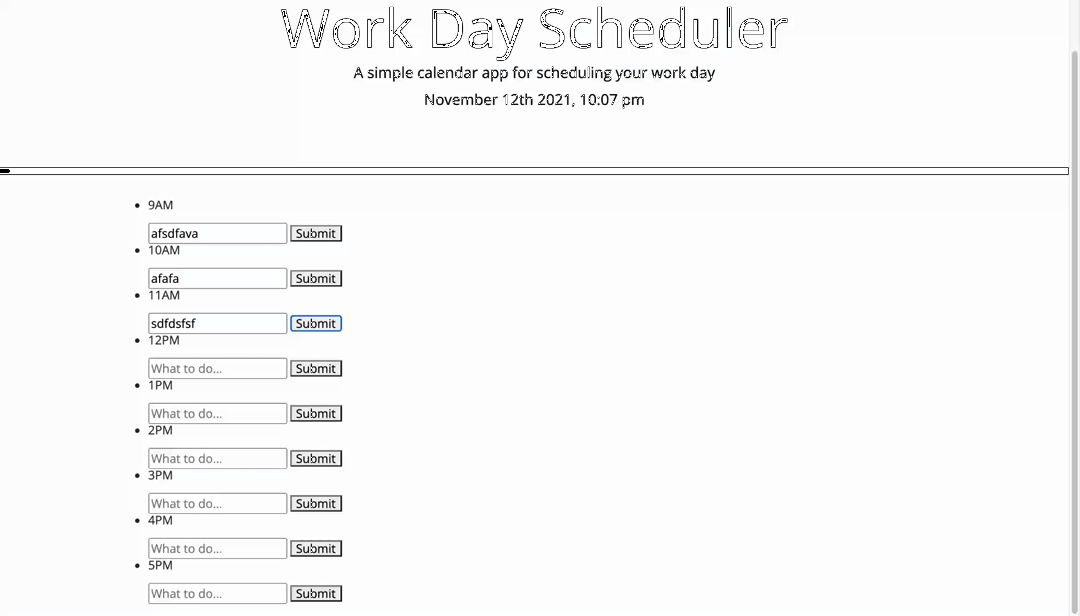 Work Day Scheduler
A simple calendar app for scheduling your work day
November 12th 2021, 10:07 pm
9AM
afsdfava Submit
10AM
afafa Submit
11AM
sdfdsfsf Submit
12PM
What to do... Submit
1PM
What to do... Submit
2PM
What to do... Submit
3PM
What to do... Submit
4PM
What to do... Submit
5PM
What to do... Submit